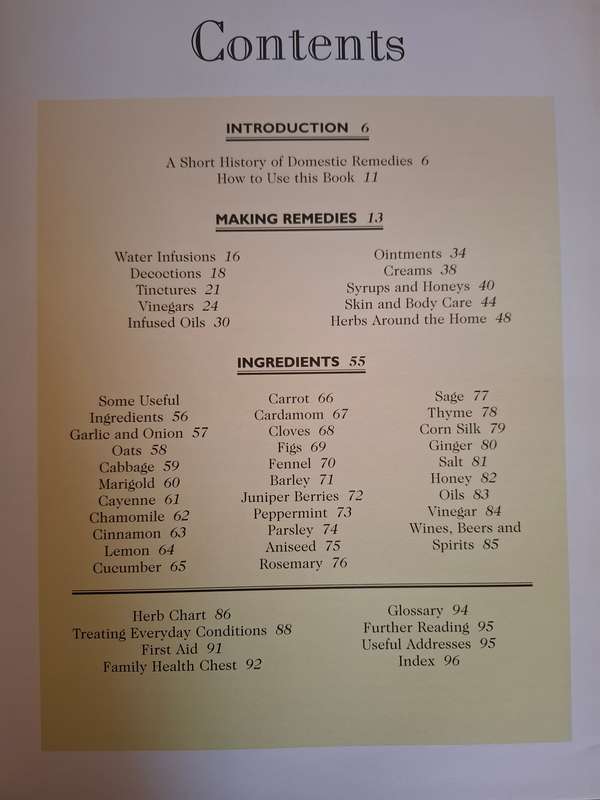 Contents
INTRODUCTION 6
A Short History of Domestic Remedies 6
How to Use this Book 11
MAKING REMEDIES 13
Water Infusions 16
Decoctions 18
Tinctures 21
Vinegars 24
Infused Oils 30
Ointments 34
Creams 38
Syrups and Honeys 40
Skin and Body Care 44
Herbs Around the Home 48
INGREDIENTS 55
Some Useful
Ingredients 56
Garlic and Onion 57
Oats 58
Cabbage 59
Marigold 60
Cayenne 61
Chamomile 62
Cinnamon 63
Lemon 64
Cucumber 65
Carrot 66
Cardamom 67
Cloves 68
Figs 69
Fennel 70
Barley 71
Juniper Berries 72
Peppermint 73
Parsley 74
Aniseed 75
Rosemary 76
Sage 77
Thyme 78
Corn Silk 79
Ginger 80
Salt 81
Honey 82
Oils 83
Vinegar 84
Wines, Beers and
Spirits 85
Herb Chart 86
Treating Everyday Conditions 88
First Aid 91
Family Health Chest 92
Glossary 94
Further Reading 95
Useful Addresses 95
Index 96